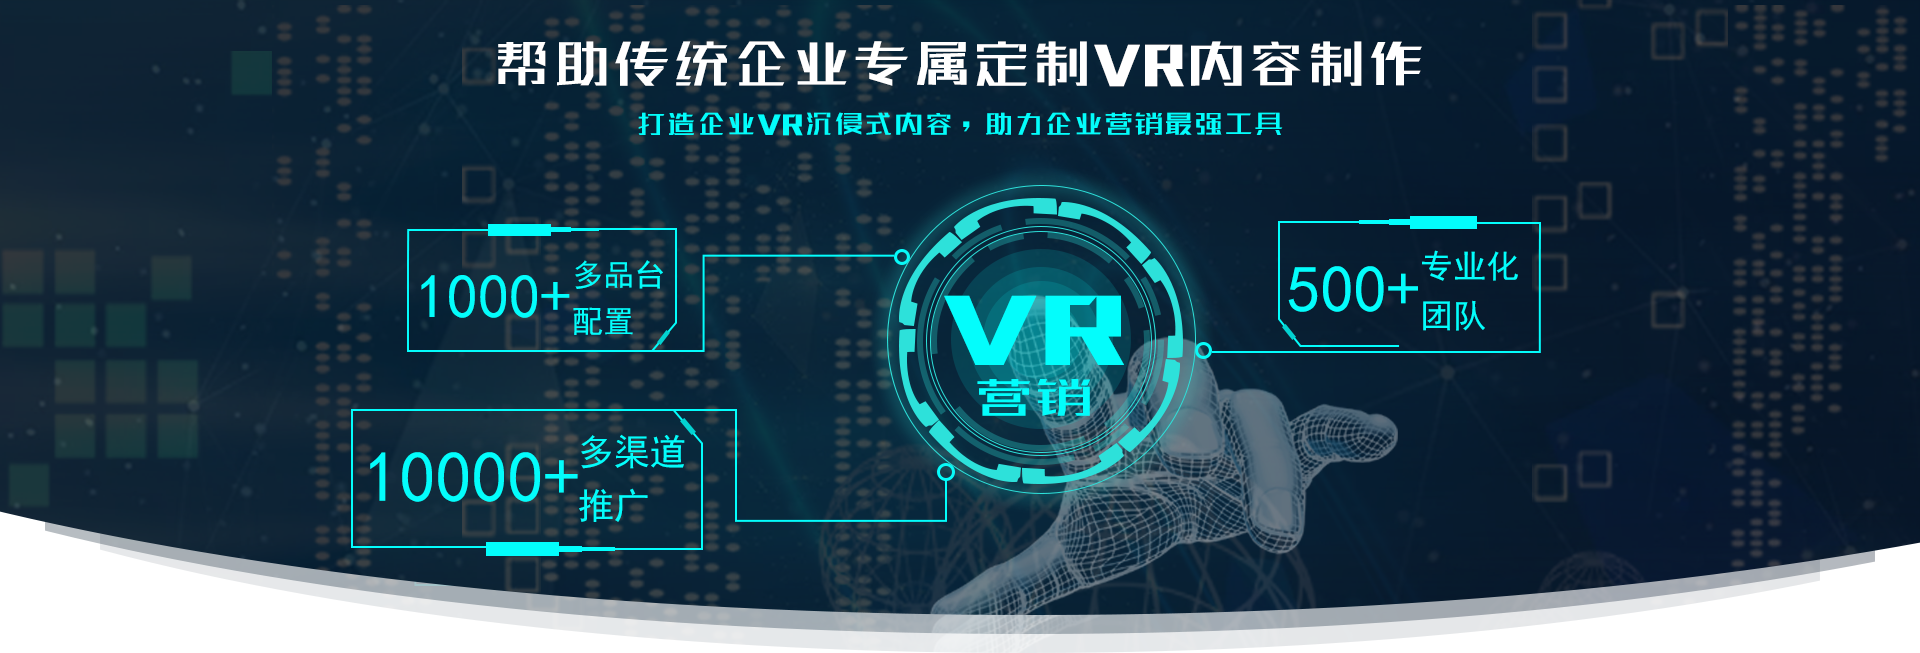 帮助传统企业专属定制VR内容制作
打造企业VR沉侵式内容，助力企业营销最强工具
1000+多品台
配置
500+专业化
团队
VR
营销
10000+多渠道
推广